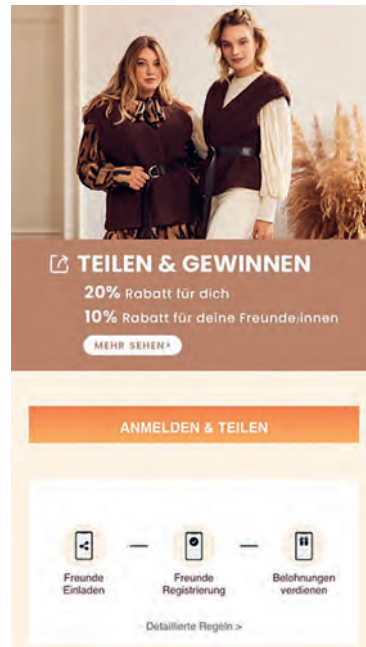 TEILEN & GEWINNEN
20% Rabatt für dich
10% Rabatt für deine Freunde/innen
MEHR SEHEN>
ANMELDEN & TEILEN
Freunde Einladen
Freunde Registrierung
Belohnungen verdienen
Detaillierte Regeln >